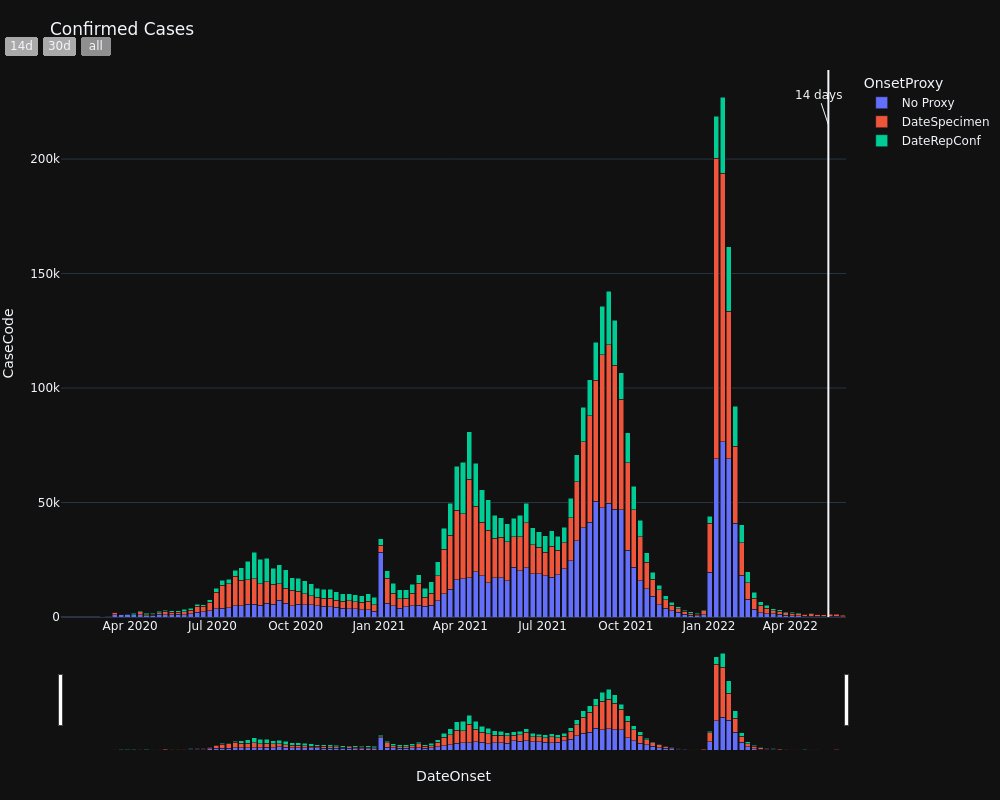 Confirmed Cases
14d 30d all
OnsetProxy
No Proxy
DateSpecimen
DateRepConf
14 days
CaseCode
200k
150k
100k
50k
0
Apr 2020 Jul 2020 Oct 2020 Jan 2021 Apr 2021 Jul 2021 Oct 2021 Jan 2022 Apr 2022
DateOnset